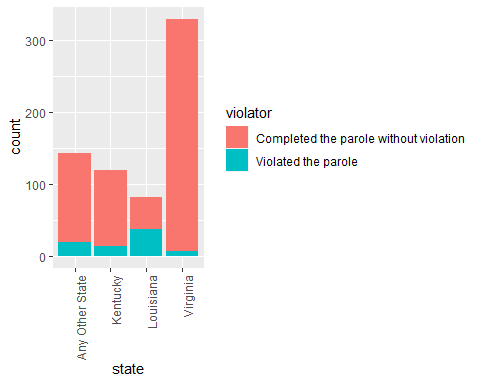 300
200
100
0
count
Any Other State
Kentucky
Louisiana
Virginia
state
violator
Completed the parole without violation
Violated the parole